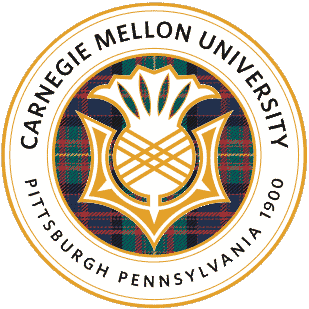 CARNEGIE MELLON UNIVERSITY
PITTSBURGH PENNSYLVANIA 1900